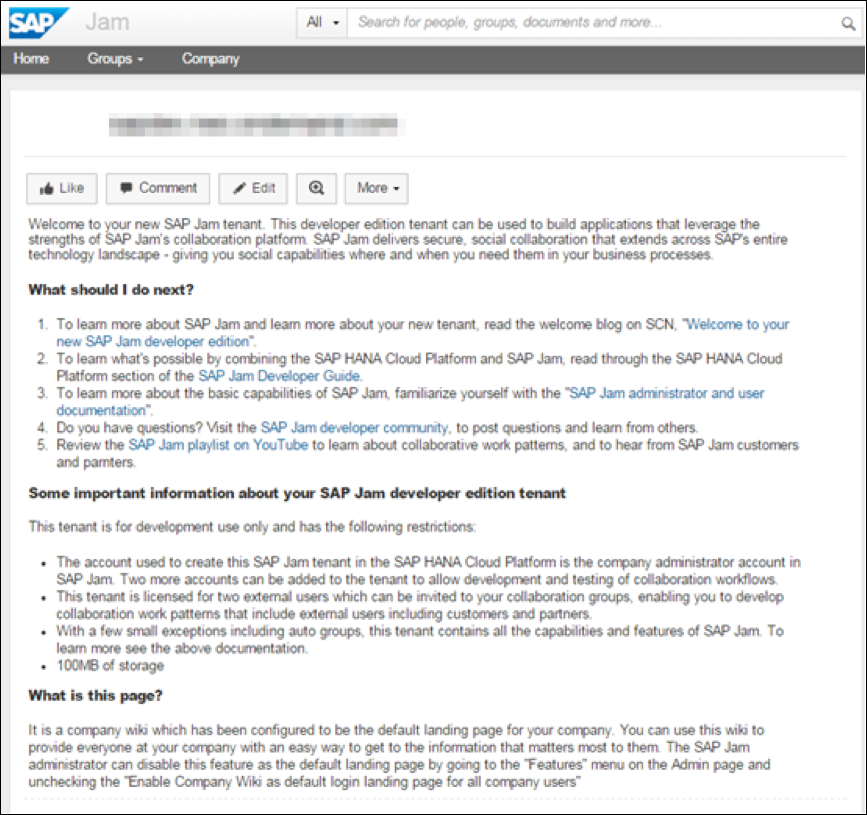 SAP Jam All Search for people, groups, documents and more...
Home Groups Company
Like Comment Edit More
Welcome to your new SAP Jam tenant. This developer edition tenant can be used to build applications that leverage the
strengths of SAP Jam's collaboration platform. SAP Jam delivers secure, social collaboration that extends across SAP's entire
technology landscape - giving you social capabilities where and when you need them in your business processes.
What should I do next?
1. To learn more about SAP Jam and learn more about your new tenant, read the welcome blog on SCN, "Welcome to your
new SAP Jam developer edition".
2. To learn what's possible by combining the SAP HANA Cloud Platform and SAP Jam, read through the SAP HANA Cloud
Platform section of the SAP Jam Developer Guide.
3. To learn more about the basic capabilities of SAP Jam, familiarize yourself with the "SAP Jam administrator and user
documentation".
4. Do you have questions? Visit the SAP Jam developer community, to post questions and learn from others.
5. Review the SAP Jam playlist on YouTube to learn about collaborative work patterns, and to hear from SAP Jam customers
and parnters.
Some important information about your SAP Jam developer edition tenant
This tenant is for development use only and has the following restrictions:
• The account used to create this SAP Jam tenant in the SAP HANA Cloud Platform is the company administrator account in
SAP Jam. Two more accounts can be added to the tenant to allow development and testing of collaboration workflows.
• This tenant is licensed for two external users which can be invited to your collaboration groups, enabling you to develop
collaboration work patterns that include external users including customers and partners.
• With a few small exceptions including auto groups, this tenant contains all the capabilities and features of SAP Jam. To
learn more see the above documentation.
• 100MB of storage
What is this page?
It is a company wiki which has been configured to be the default landing page for your company. You can use this wiki to
provide everyone at your company with an easy way to get to the information that matters most to them. The SAP Jam
administrator can disable this feature as the default landing page by going to the "Features" menu on the Admin page and
unchecking the "Enable Company Wiki as default login landing page for all company users"